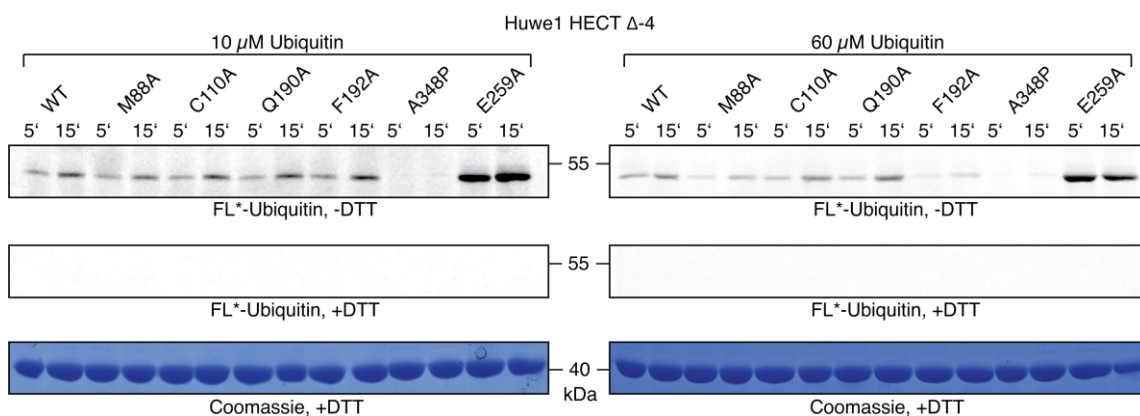 Huwe1 HECT Δ-4
10 µM Ubiquitin
60 µM Ubiquitin
WT M88A C110A Q190A F192A A348P E259A
WT M88A C110A Q190A F192A A348P E259A
5‘ 15‘ 5‘ 15‘ 5‘ 15‘ 5‘ 15‘ 5‘ 15‘ 5‘ 15‘ 5‘ 15‘
5‘ 15‘ 5‘ 15‘ 5‘ 15‘ 5‘ 15‘ 5‘ 15‘ 5‘ 15‘ 5‘ 15‘
55
FL*-Ubiquitin, -DTT
FL*-Ubiquitin, -DTT
55
FL*-Ubiquitin, +DTT
FL*-Ubiquitin, +DTT
40
kDa
Coomassie, +DTT
Coomassie, +DTT